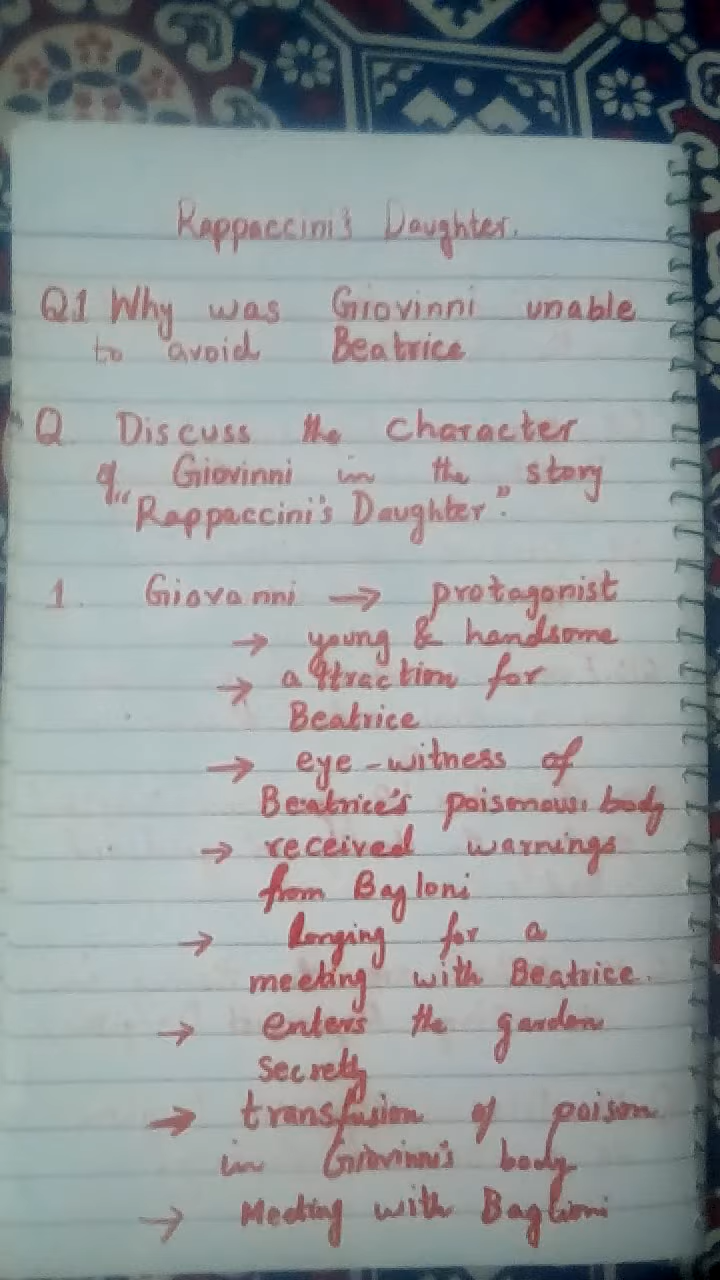 Rappaccini's Daughter.
Q1 Why was Giovinni unable
to avoid Beatrice
Q Discuss the character
of Giovinni in the story
"Rappaccini's Daughter".
1. Giovanni → protagonist
→ young & handsome
→ attraction for
Beatrice
→ eye-witness of
Beatrice's poisonous body
→ received warnings
from Bagloni
→ longing for a
meeting with Beatrice.
→ enters the garden
secretly
→ transfusion of poison
in Giovinni's body
→ Meeting with Baglioni